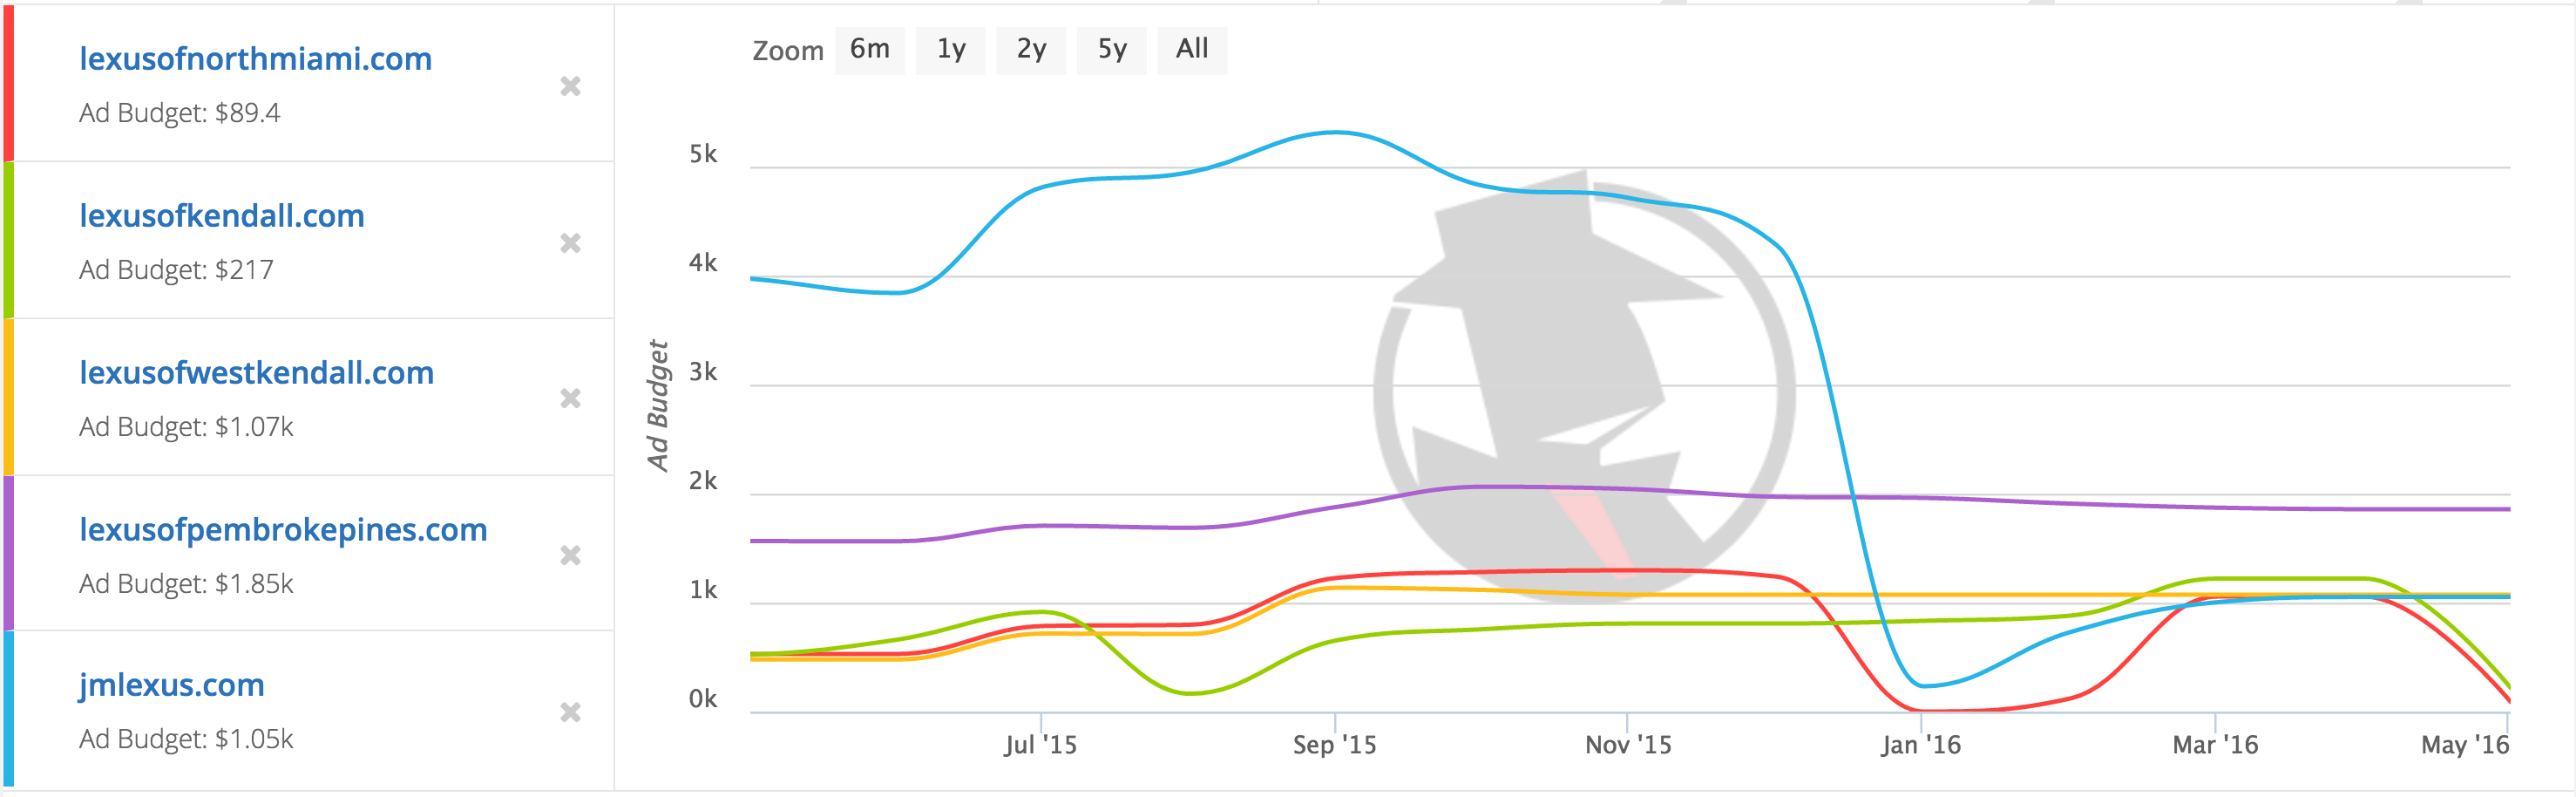 lexusofnorthmiami.com
Ad Budget: $89.4
lexusofkendall.com
Ad Budget: $217
lexusofwestkendall.com
Ad Budget: $1.07k
lexusofpembrokepines.com
Ad Budget: $1.85k
jmlexus.com
Ad Budget: $1.05k
Zoom 6m 1y 2y 5y All
Ad Budget
5k
4k
3k
2k
1k
0k
Jul '15 Sep '15 Nov '15 Jan '16 Mar '16 May '16